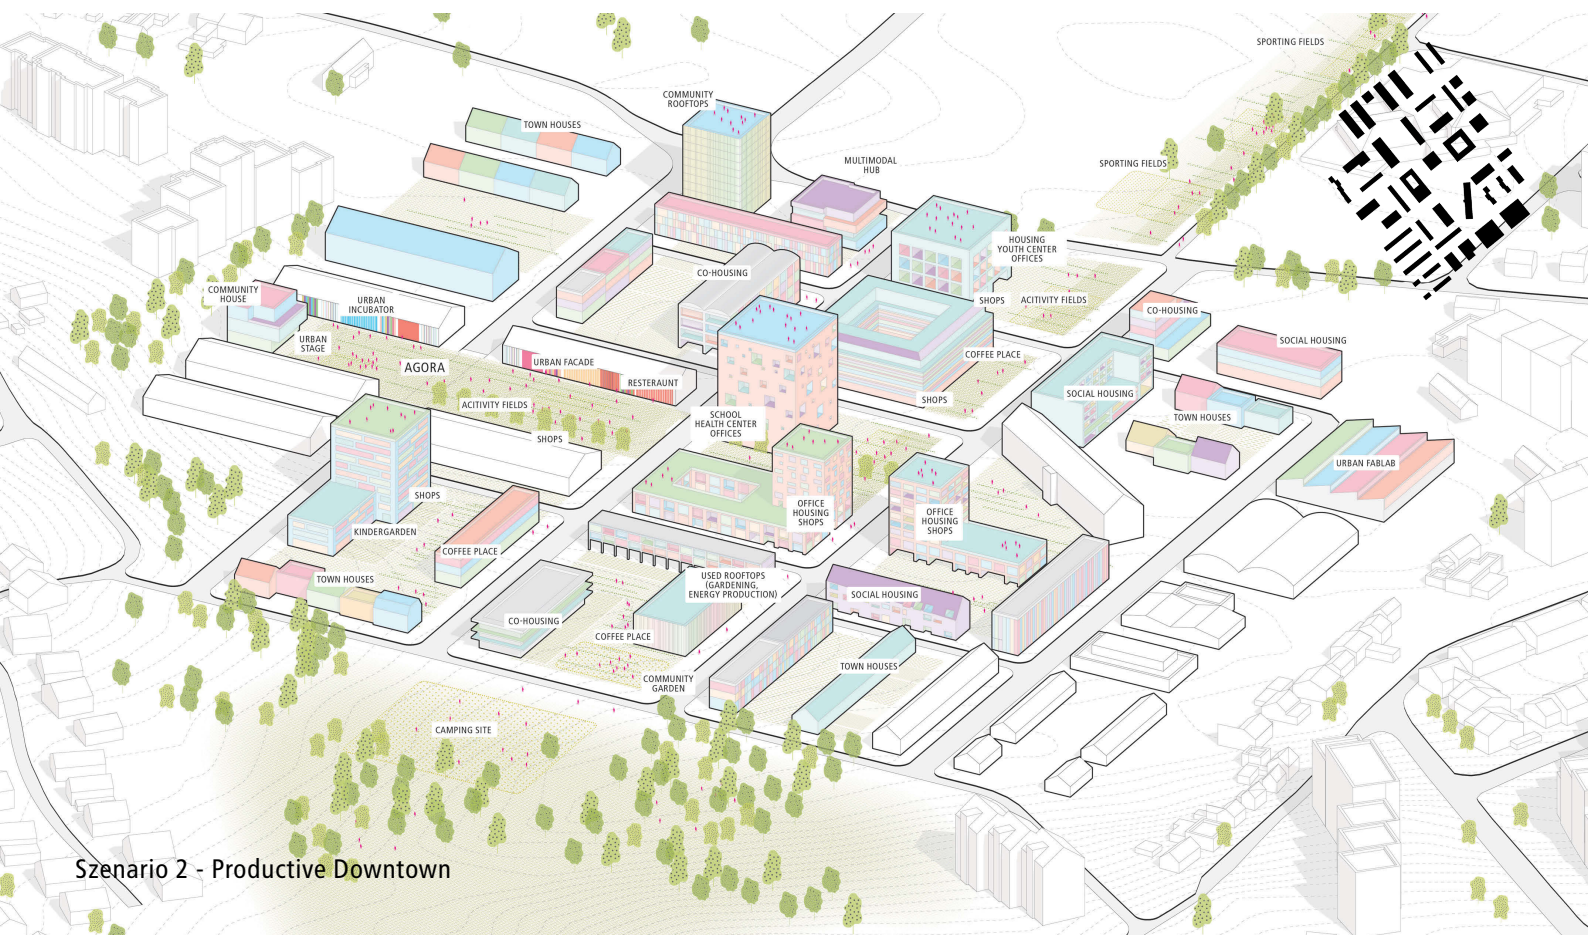 SPORTING FIELDS
COMMUNITY
ROOFTOPS
TOWN HOUSES
MULTIMODAL
HUB
SPORTING FIELDS
HOUSING
YOUTH CENTER
OFFICES
CO-HOUSING
COMMUNITY
HOUSE
URBAN
INCUBATOR
SHOPS
ACITIVITY FIELDS
CO-HOUSING
URBAN
STAGE
AGORA
URBAN FACADE
RESTERAUNT
COFFEE PLACE
SOCIAL HOUSING
SOCIAL HOUSING
SHOPS
ACITIVITY FIELDS
SCHOOL
HEALTH CENTER
OFFICES
TOWN HOUSES
SHOPS
URBAN FABLAB
SHOPS
OFFICE
HOUSING
SHOPS
OFFICE
HOUSING
SHOPS
KINDERGARDEN
COFFEE PLACE
TOWN HOUSES
USED ROOFTOPS
(GARDENING,
ENERGY PRODUCTION)
SOCIAL HOUSING
CO-HOUSING
COFFEE PLACE
TOWN HOUSES
COMMUNITY
GARDEN
CAMPING SITE
Szenario 2 - Productive Downtown